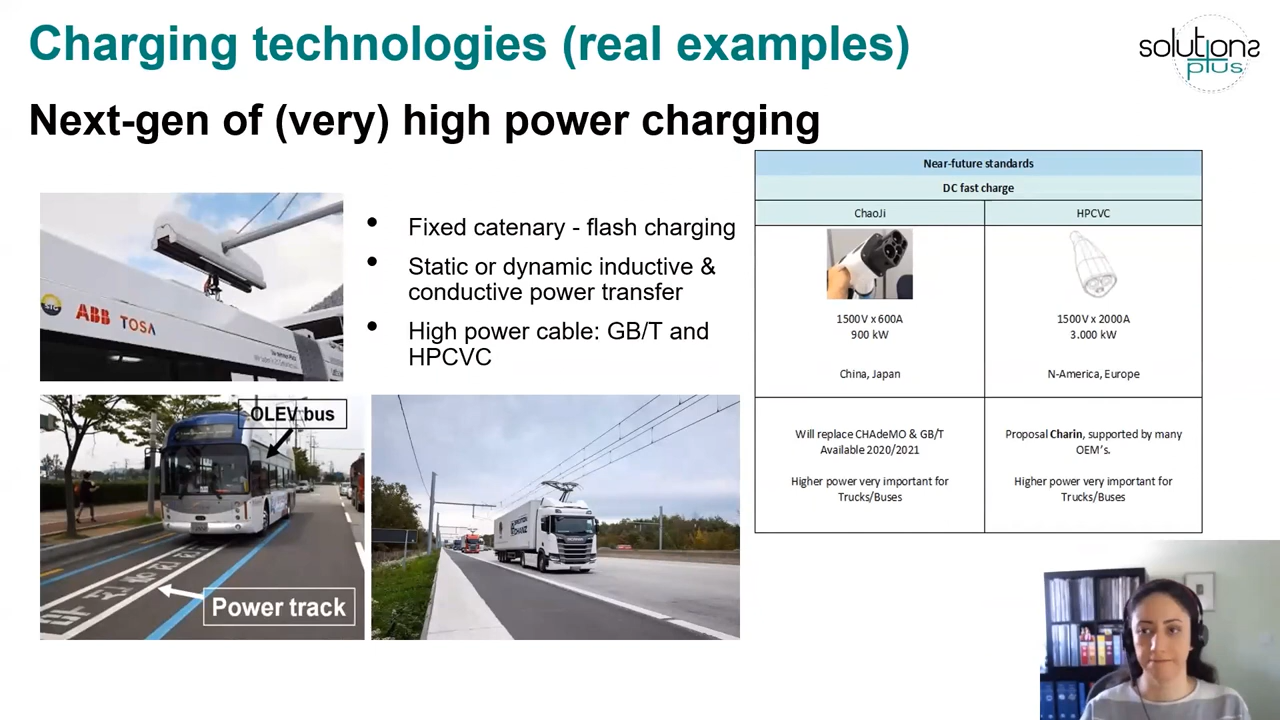 Charging technologies (real examples)
solutions
plus
Next-gen of (very) high power charging
• Fixed catenary - flash charging
• Static or dynamic inductive &
conductive power transfer
• High power cable: GB/T and
HPCVC
ABB TOSA
OLEV bus
Power track
SCANIA
Near-future standards
DC fast charge
ChaoJi HPCVC
1500V x 600A
900 kW
China, Japan
1500V x 2000A
3.000 kW
N-America, Europe
Will replace CHAdeMO & GB/T
Available 2020/2021
Higher power very important for
Trucks/Buses
Proposal Charin, supported by many
OEM's.
Higher power very important for
Trucks/Buses